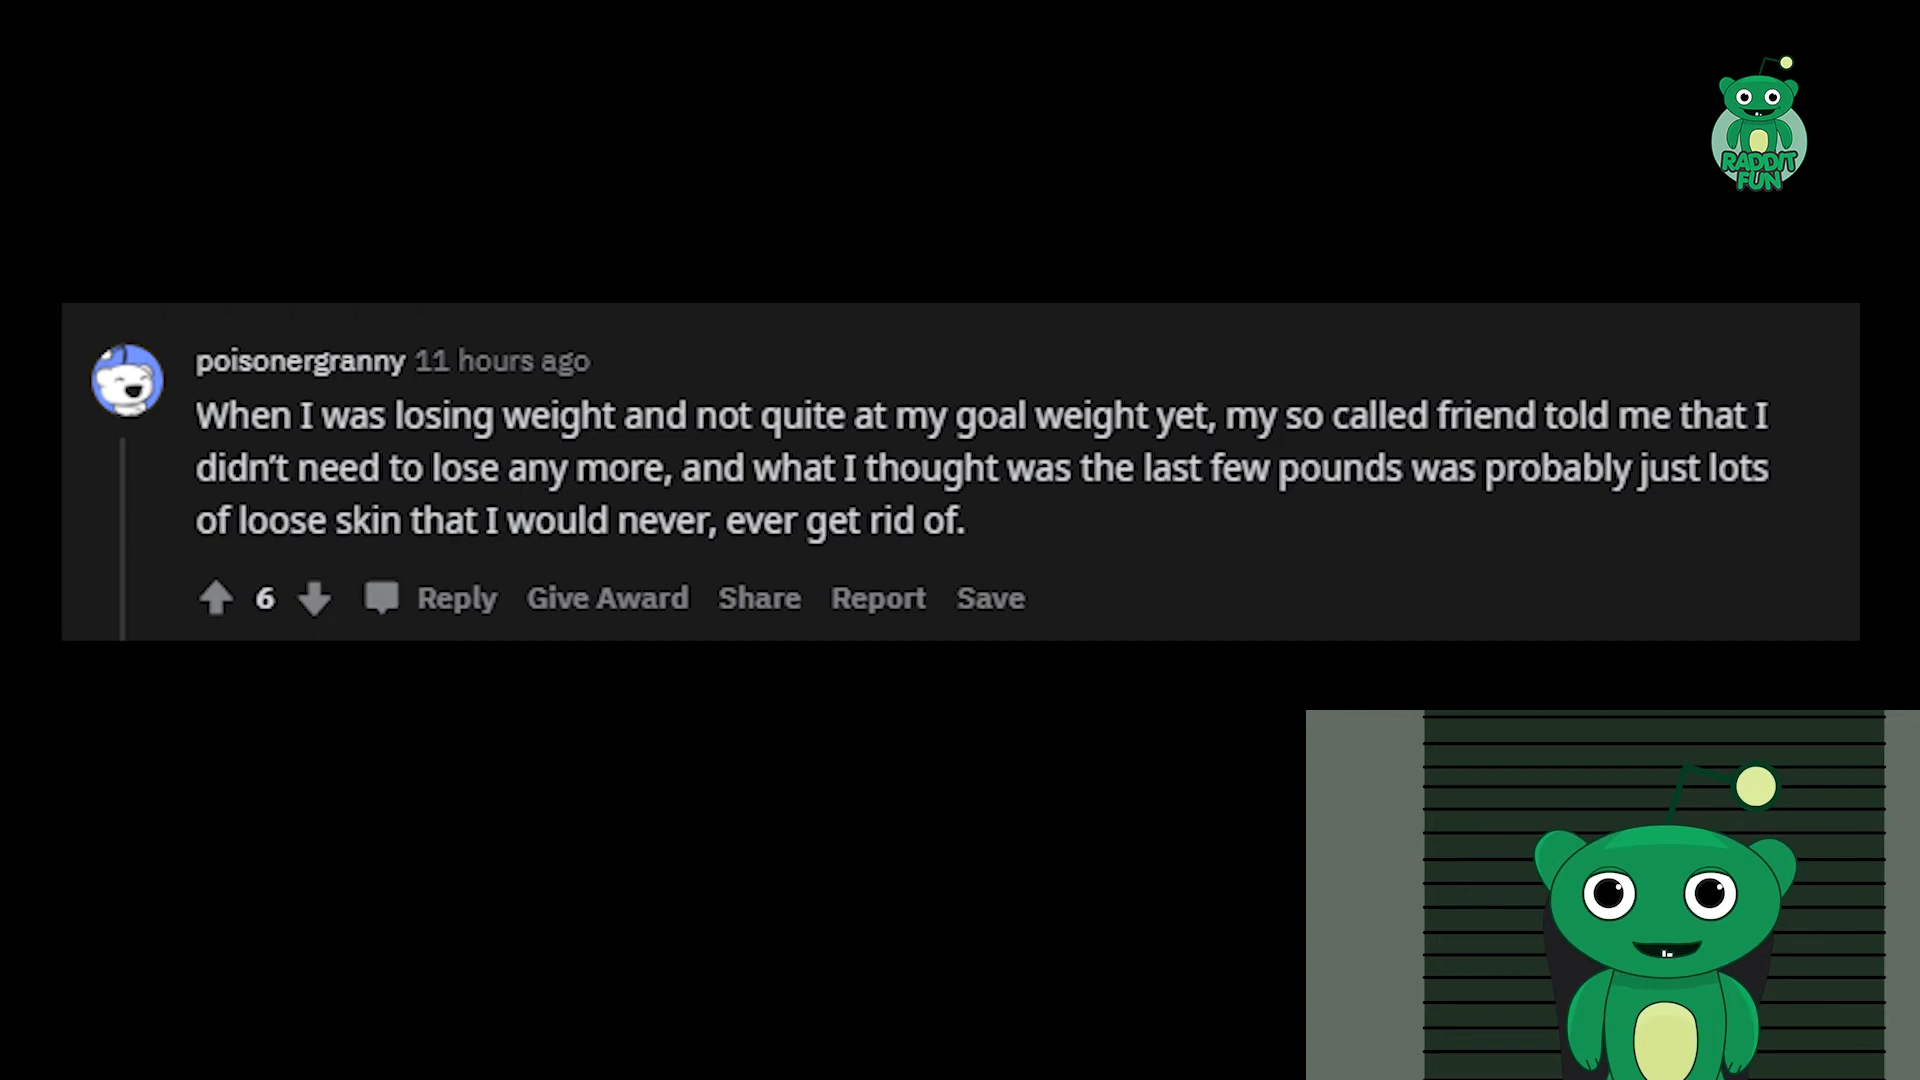 RADDIT
FUN
poisonergranny 11 hours ago
When I was losing weight and not quite at my goal weight yet, my so called friend told me that I
didn't need to lose any more, and what I thought was the last few pounds was probably just lots
of loose skin that I would never, ever get rid of.
6 Reply Give Award Share Report Save